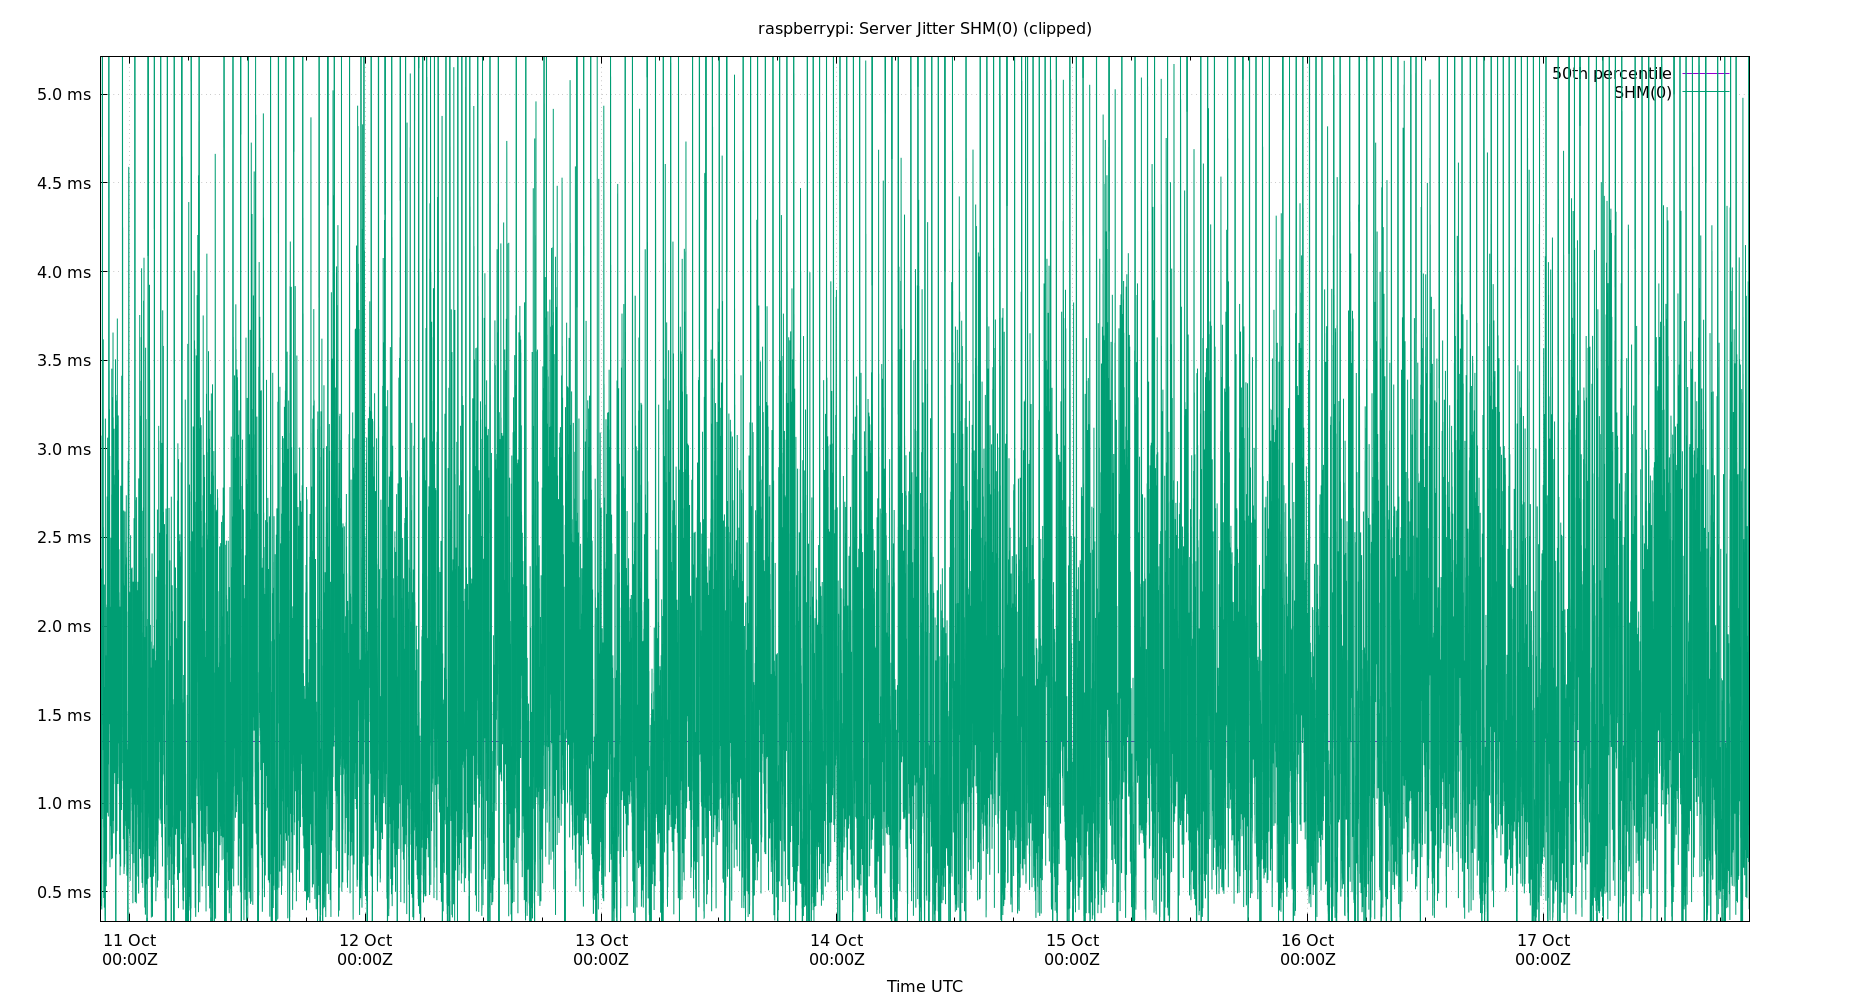 raspberrypi: Server Jitter SHM(0) (clipped)
50th percentile
SHM(0)
5.0 ms
4.5 ms
4.0 ms
3.5 ms
3.0 ms
2.5 ms
2.0 ms
1.5 ms
1.0 ms
0.5 ms
11 Oct 12 Oct 13 Oct 14 Oct 15 Oct 16 Oct 17 Oct
00:00Z 00:00Z 00:00Z 00:00Z 00:00Z 00:00Z 00:00Z
Time UTC